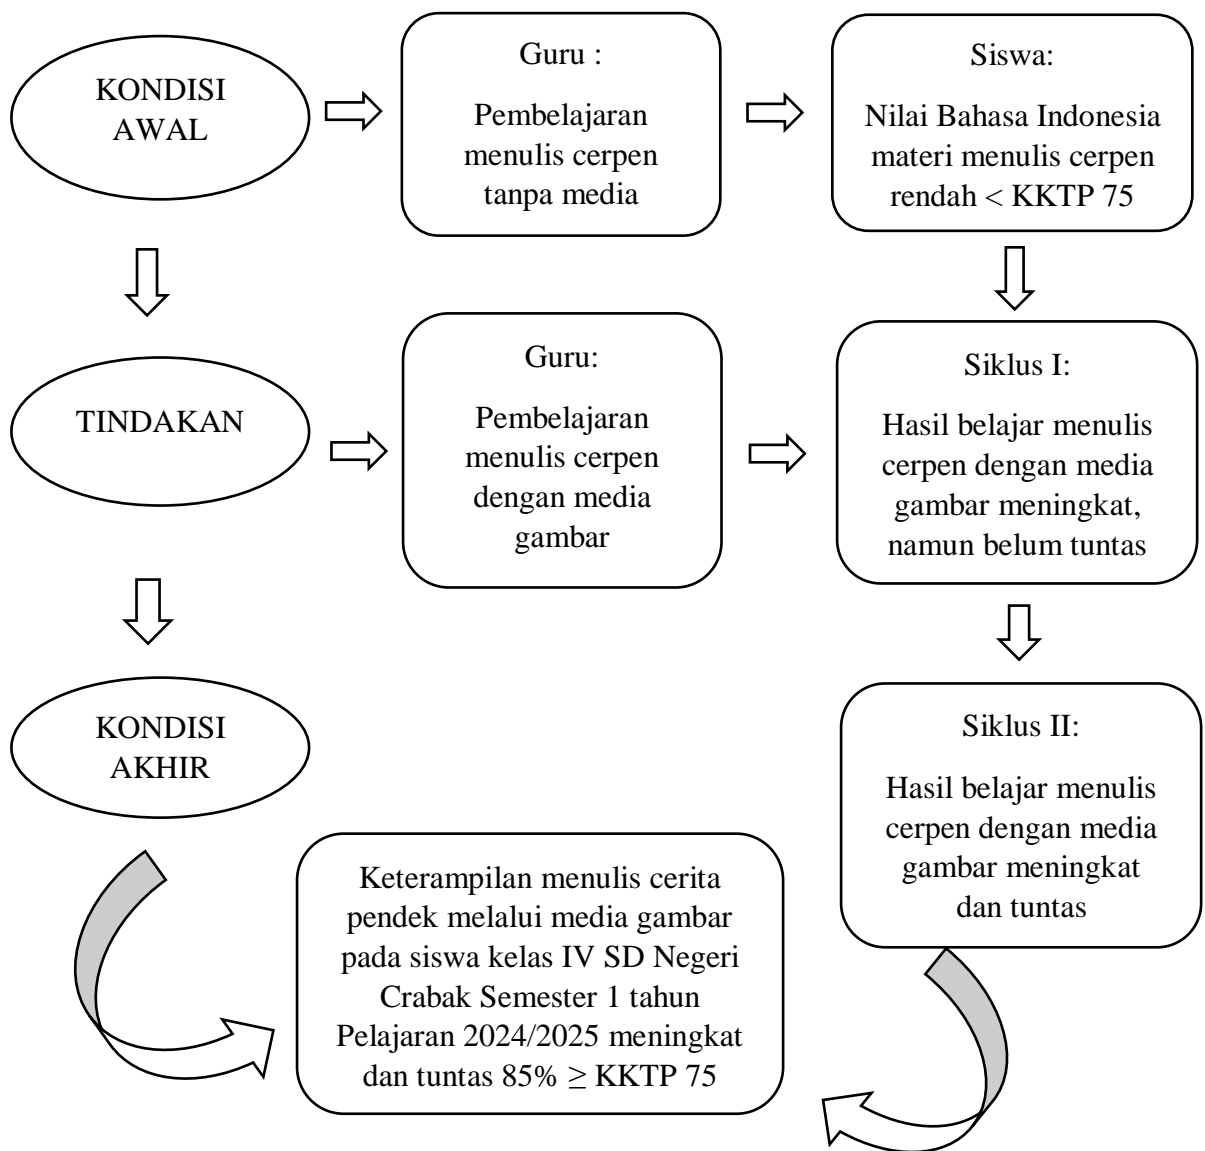 KONDISI
AWAL
Guru :
Pembelajaran
menulis cerpen
tanpa media
Siswa:
Nilai Bahasa Indonesia
materi menulis cerpen
rendah < KKTP 75
TINDAKAN
Guru:
Pembelajaran
menulis cerpen
dengan media
gambar
Siklus I:
Hasil belajar menulis
cerpen dengan media
gambar meningkat,
namun belum tuntas
KONDISI
AKHIR
Siklus II:
Hasil belajar menulis
cerpen dengan media
gambar meningkat
dan tuntas
Keterampilan menulis cerita
pendek melalui media gambar
pada siswa kelas IV SD Negeri
Crabak Semester 1 tahun
Pelajaran 2024/2025 meningkat
dan tuntas 85% ≥ KKTP 75